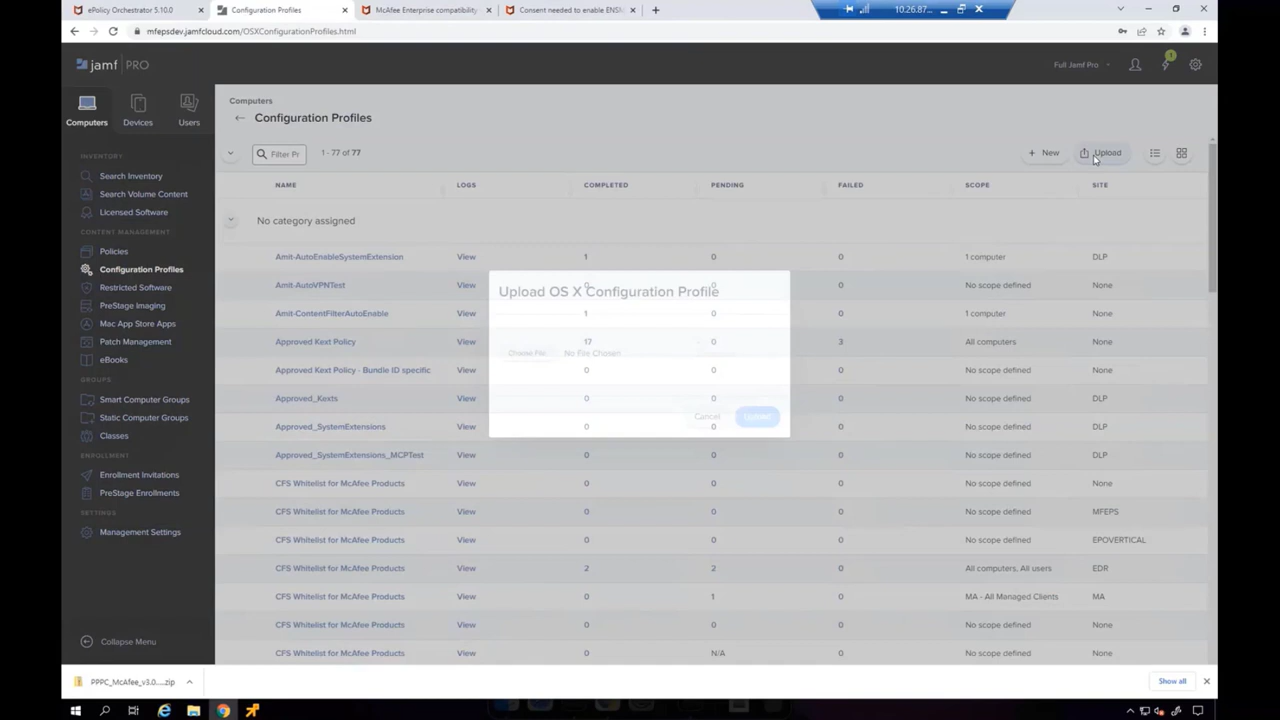 ePolicy Orchestrator 5.10.0
Configuration Profiles
McAfee Enterprise compatibility
Consent needed to enable ENSM
10.26.87
mfepsdev.jamfcloud.com/OSXConfigurationProfiles.html
jamf PRO
Full Jamf Pro
1
Computers
Devices
Users
INVENTORY
Search Inventory
Search Volume Content
Licensed Software
CONTENT MANAGEMENT
Policies
Configuration Profiles
Restricted Software
PreStage Imaging
Mac App Store Apps
Patch Management
eBooks
GROUPS
Smart Computer Groups
Static Computer Groups
Classes
ENROLLMENT
Enrollment Invitations
PreStage Enrollments
SETTINGS
Management Settings
Collapse Menu
Computers
Configuration Profiles
Filter Pr
1 - 77 of 77
New
Upload
NAME LOGS COMPLETED PENDING FAILED SCOPE SITE
No category assigned
Amit-AutoEnableSystemExtension View 1 0 0 1 computer DLP
Amit-AutoVPNTest View 0 0 0 No scope defined None
Amit-ContentFilterAutoEnable View 1 0 0 1 computer None
Approved Kext Policy View 17 0 3 All computers None
Approved Kext Policy - Bundle ID specific View 0 0 0 No scope defined None
Approved_Kexts View 0 0 0 No scope defined DLP
Approved_SystemExtensions View 0 0 0 No scope defined DLP
Approved_SystemExtensions_MCPTest View 0 0 0 No scope defined DLP
CFS Whitelist for McAfee Products View 0 0 0 No scope defined None
CFS Whitelist for McAfee Products View 0 0 0 No scope defined MFEPS
CFS Whitelist for McAfee Products View 0 0 0 No scope defined EPOVERTICAL
CFS Whitelist for McAfee Products View 2 2 0 All computers, All users EDR
CFS Whitelist for McAfee Products View 0 1 0 MA - All Managed Clients MA
CFS Whitelist for McAfee Products View 0 0 0 No scope defined None
CFS Whitelist for McAfee Products View 0 N/A 0 No scope defined None
Upload OS X Configuration Profile
Choose File No File Chosen
Cancel
Upload
PPPC_McAfee_v3.0....zip
Show all